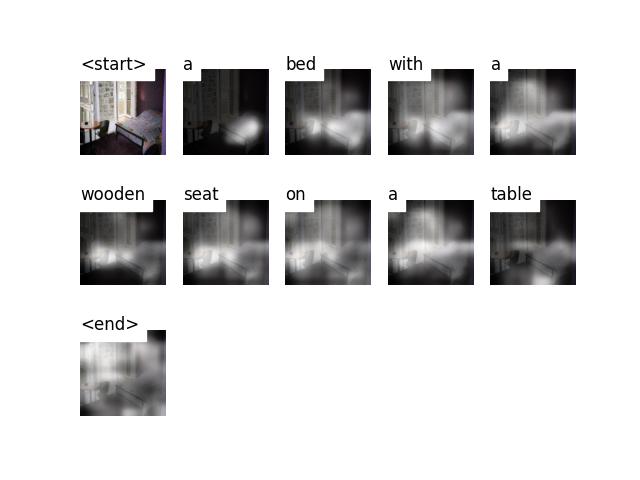 <start> a bed with a
wooden seat on a table
<end>